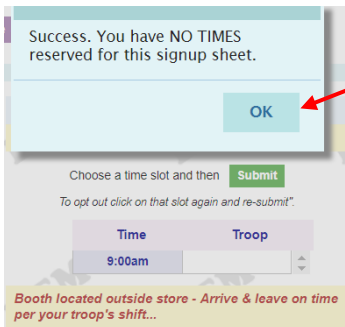 Success. You have NO TIMES
reserved for this signup sheet.
OK
Choose a time slot and then Submit
To opt out click on that slot again and re-submit".
Time Troop
9:00am
Booth located outside store - Arrive & leave on time
per your troop's shift...